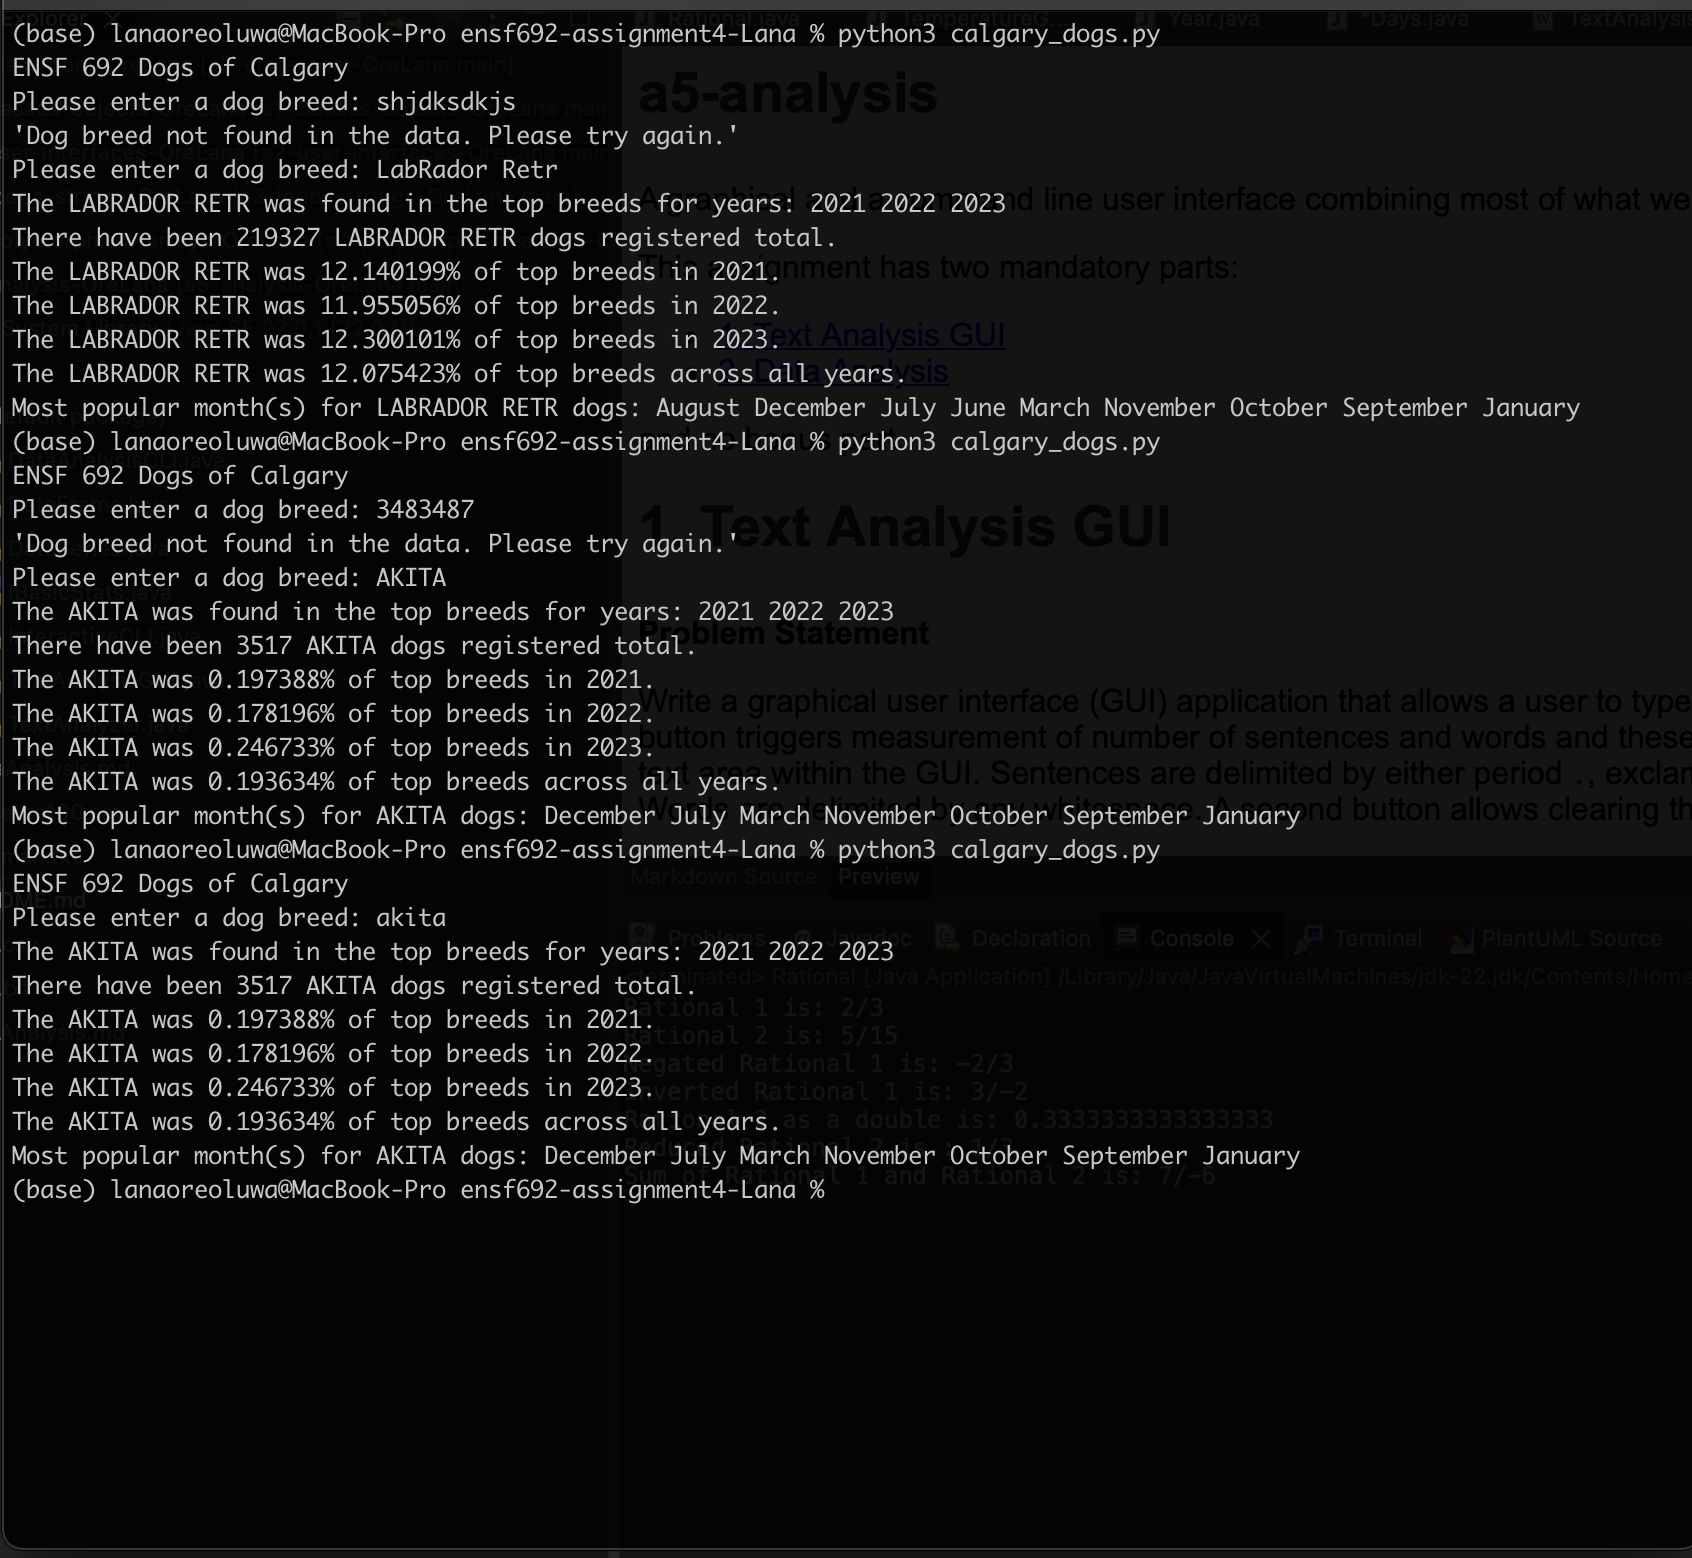 (base) lanaoreoluwa@MacBook-Pro ensf692-assignment4-Lana % python3 calgary_dogs.py
ENSF 692 Dogs of Calgary
Please enter a dog breed: shjdksdkjs
'Dog breed not found in the data. Please try again.'
Please enter a dog breed: LabRador Retr
The LABRADOR RETR was found in the top breeds for years: 2021 2022 2023
There have been 219327 LABRADOR RETR dogs registered total.
The LABRADOR RETR was 12.140199% of top breeds in 2021.
The LABRADOR RETR was 11.955056% of top breeds in 2022.
The LABRADOR RETR was 12.300101% of top breeds in 2023.
The LABRADOR RETR was 12.075423% of top breeds across all years.
Most popular month(s) for LABRADOR RETR dogs: August December July June March November October September January
(base) lanaoreoluwa@MacBook-Pro ensf692-assignment4-Lana % python3 calgary_dogs.py
ENSF 692 Dogs of Calgary
Please enter a dog breed: 3483487
'Dog breed not found in the data. Please try again.'
Please enter a dog breed: AKITA
The AKITA was found in the top breeds for years: 2021 2022 2023
There have been 3517 AKITA dogs registered total.
The AKITA was 0.197388% of top breeds in 2021.
The AKITA was 0.178196% of top breeds in 2022.
The AKITA was 0.246733% of top breeds in 2023.
The AKITA was 0.193634% of top breeds across all years.
Most popular month(s) for AKITA dogs: December July March November October September January
(base) lanaoreoluwa@MacBook-Pro ensf692-assignment4-Lana % python3 calgary_dogs.py
ENSF 692 Dogs of Calgary
Please enter a dog breed: akita
The AKITA was found in the top breeds for years: 2021 2022 2023
There have been 3517 AKITA dogs registered total.
The AKITA was 0.197388% of top breeds in 2021.
The AKITA was 0.178196% of top breeds in 2022.
The AKITA was 0.246733% of top breeds in 2023.
The AKITA was 0.193634% of top breeds across all years.
Most popular month(s) for AKITA dogs: December July March November October September January
(base) lanaoreoluwa@MacBook-Pro ensf692-assignment4-Lana %
Explorer
Rational.java
Year.java
*Days.java
a5-analysis
line user interface combining most of what we
assignment has two mandatory parts:
Text Analysis GUI
Data Analysis
1. Text Analysis GUI
Problem Statement
Write a graphical user interface (GUI) application that allows a user to type
button triggers measurement of number of sentences and words and these
text area within the GUI. Sentences are delimited by either period .,
Words are delimited by any whitespace. A second button allows clearing
Markdown Source Preview
Problems Javadoc Declaration Console Terminal PlantUML Source
<terminated> Rational [Java Application] /Library/Java/JavaVirtualMachines/jdk-22.jdk/Contents/Home
Rational 1 is: 2/3
Rational 2 is: 5/15
Negated Rational 1 is: -2/3
Inverted Rational 1 is: 3/-2
as a double is: 0.3333333333333333
Sum of Rational 1 and Rational 2 is: 7/-6